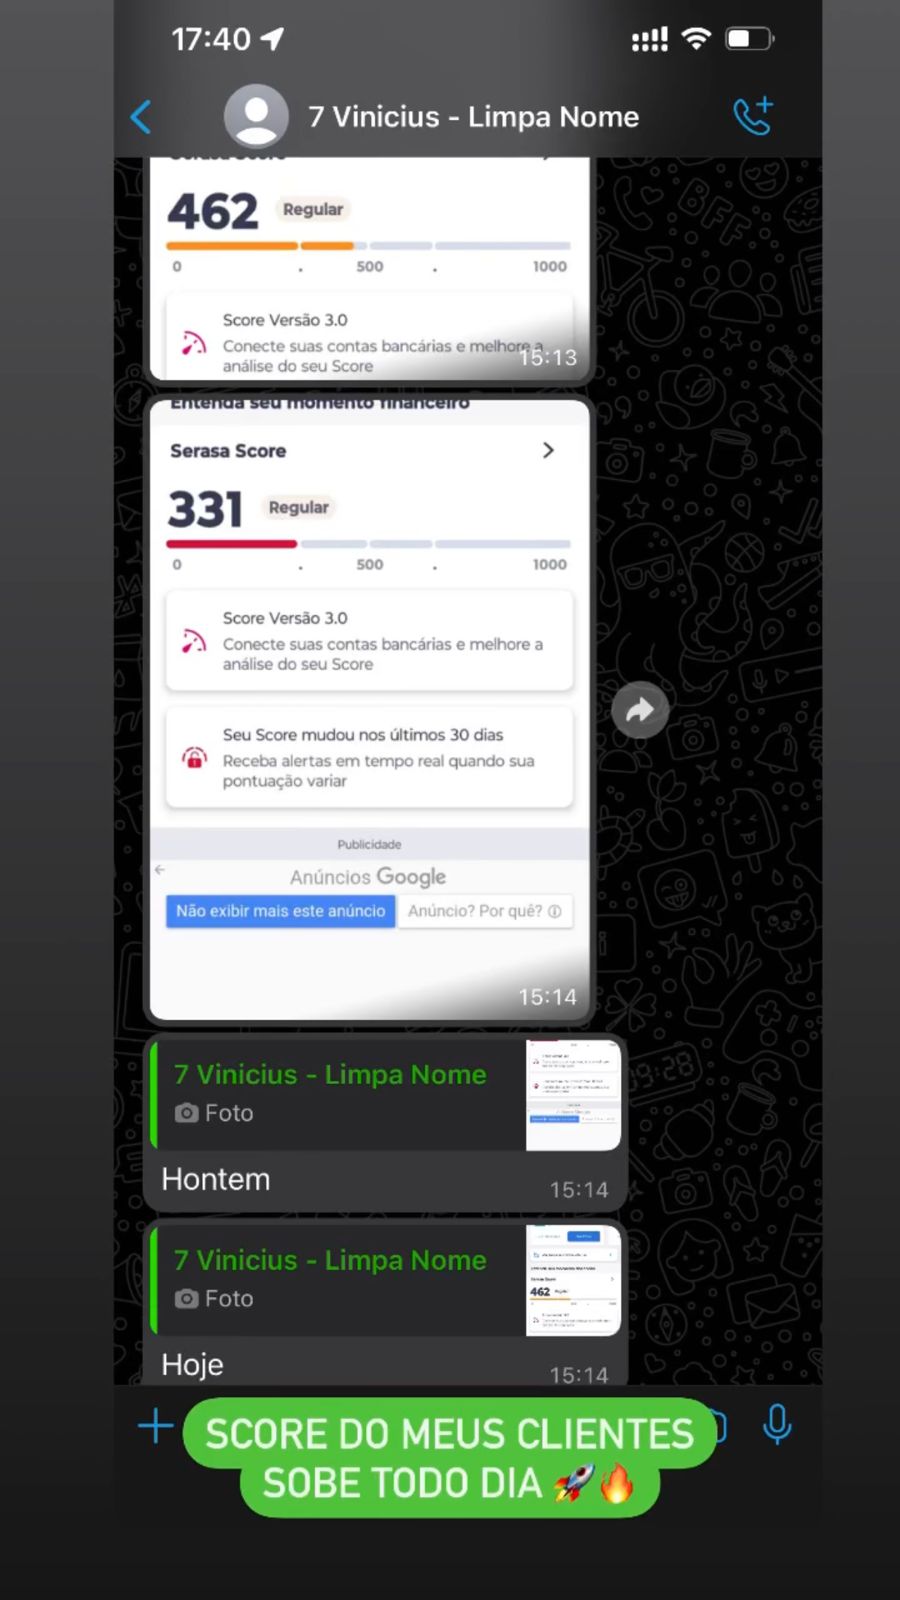 17:40
7 Vinicius - Limpa Nome
Serasa Score
462 Regular
0 . 500 . 1000
Score Versão 3.0
Conecte suas contas bancárias e melhore a
análise do seu Score
15:13
Entenda seu momento financeiro
Serasa Score
331 Regular
0 . 500 . 1000
Score Versão 3.0
Conecte suas contas bancárias e melhore a
análise do seu Score
Seu Score mudou nos últimos 30 dias
Receba alertas em tempo real quando sua
pontuação variar
Publicidade
Anúncios Google
Não exibir mais este anúncio Anúncio? Por quê?
15:14
7 Vinicius - Limpa Nome
Foto
Hontem
15:14
7 Vinicius - Limpa Nome
Foto
462
Hoje
15:14
SCORE DO MEUS CLIENTES
SOBE TODO DIA 🚀🔥